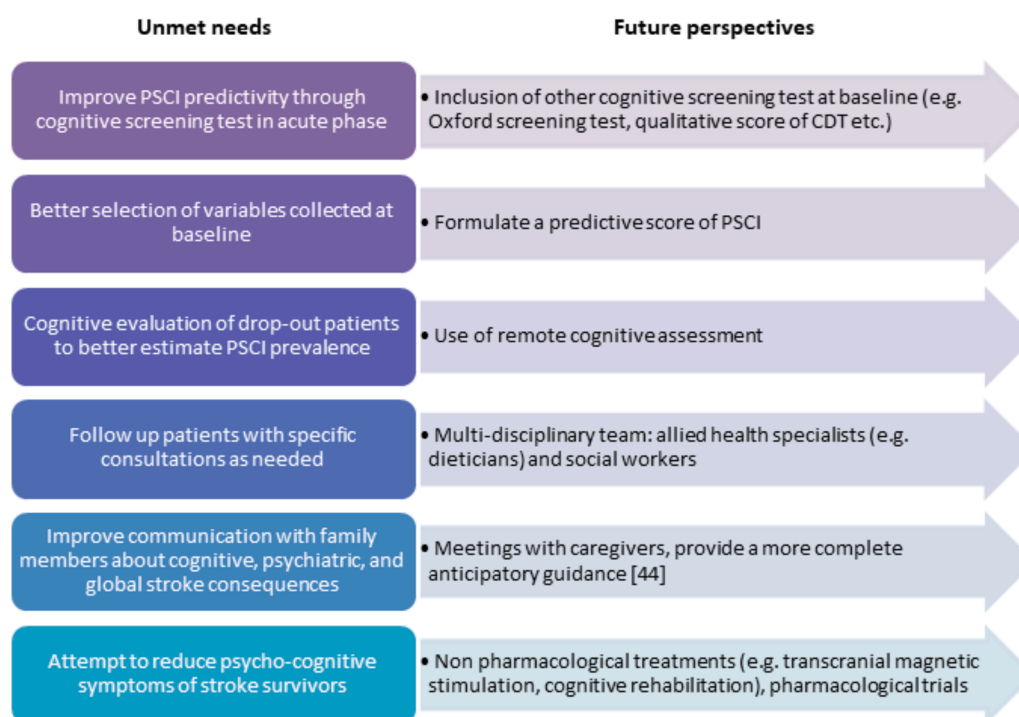 Unmet needs
Future perspectives
Improve PSCI predictivity through
cognitive screening test in acute phase
• Inclusion of other cognitive screening test at baseline (e.g.
Oxford screening test, qualitative score of CDT etc.)
Better selection of variables collected at
baseline
• Formulate a predictive score of PSCI
Cognitive evaluation of drop-out patients
to better estimate PSCI prevalence
• Use of remote cognitive assessment
Follow up patients with specific
consultations as needed
• Multi-disciplinary team: allied health specialists (e.g.
dieticians) and social workers
Improve communication with family
members about cognitive, psychiatric, and
global stroke consequences
• Meetings with caregivers, provide a more complete
anticipatory guidance [44]
Attempt to reduce psycho-cognitive
symptoms of stroke survivors
• Non pharmacological treatments (e.g. transcranial magnetic
stimulation, cognitive rehabilitation), pharmacological trials